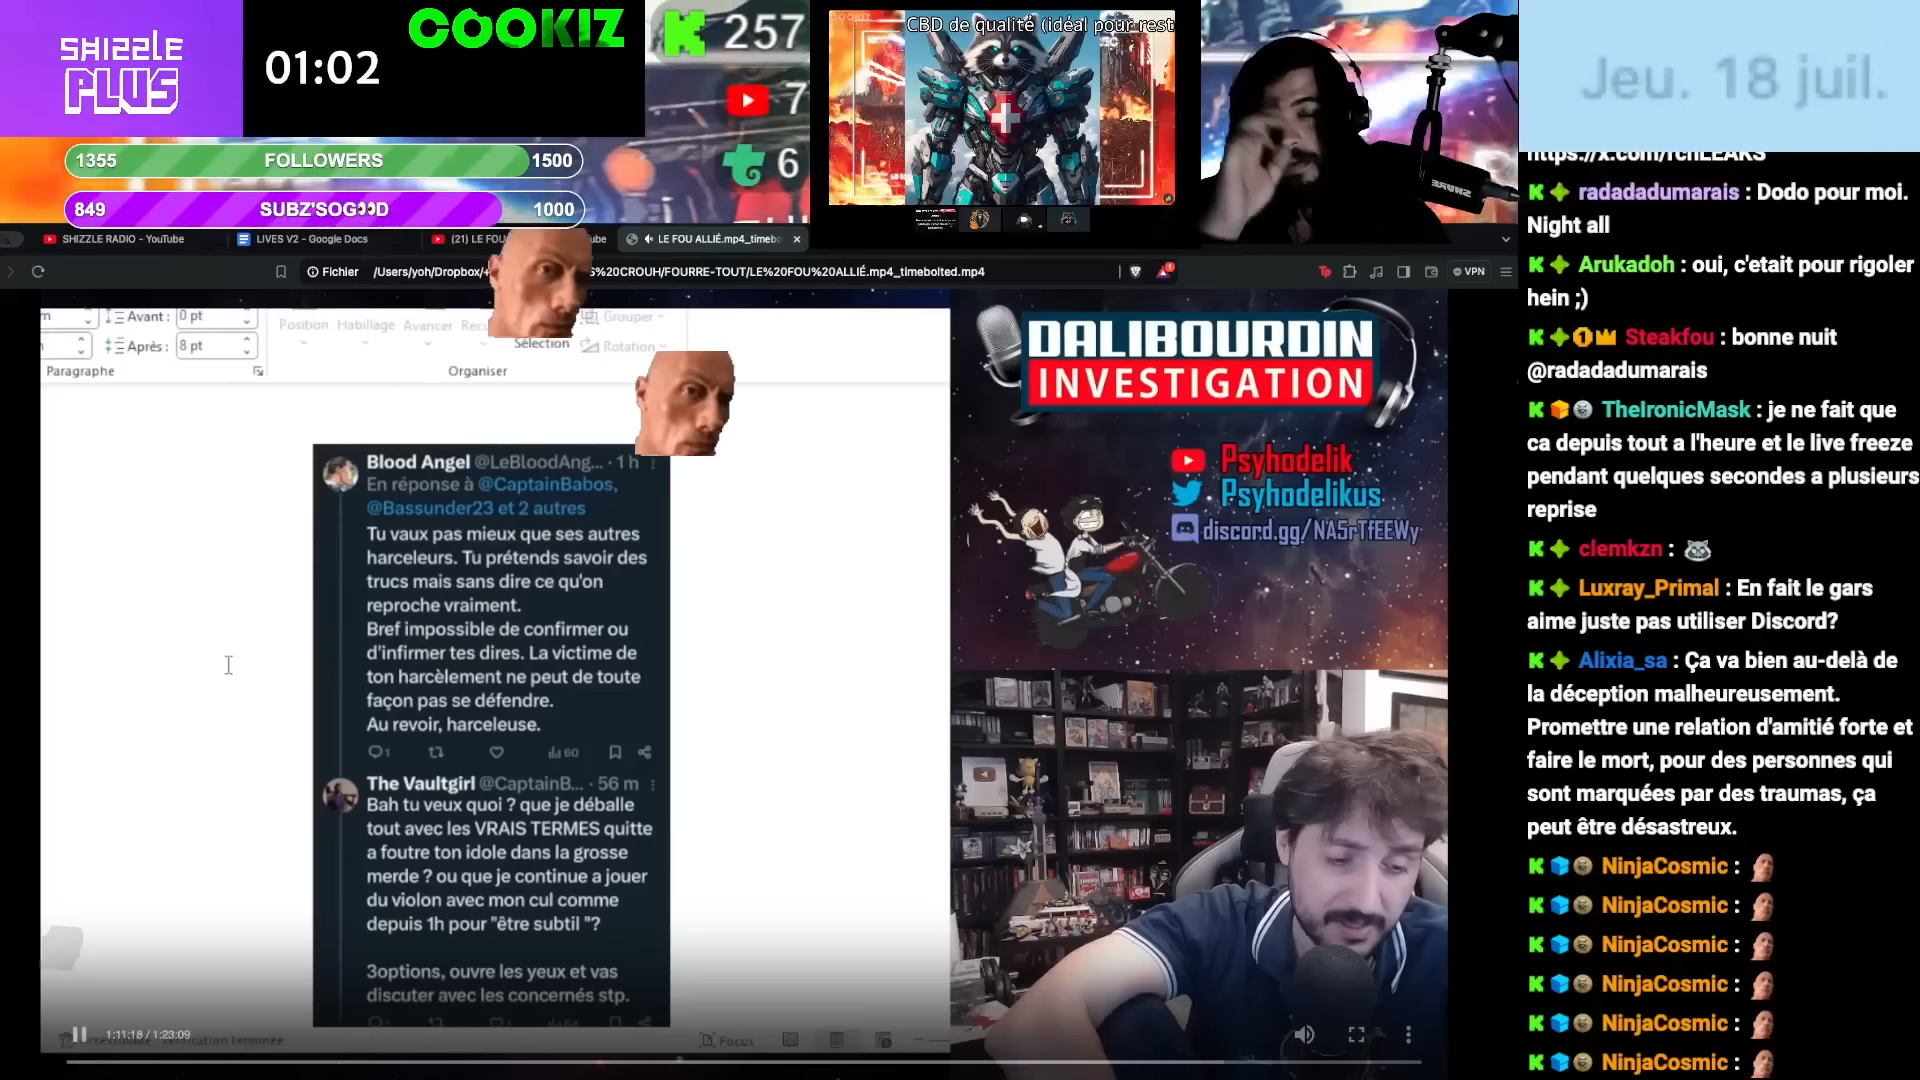 SHIZZLE
PLUS
01:02
COOKIZ
257
7
6
1355 FOLLOWERS 1500
849 SUBZ'SOG👀D 1000
CBD de qualité (idéal pour rest
SHURE
Jeu. 18 juil.
SHIZZLE RADIO - YouTube
LIVES V2 - Google Docs
(21) LE FOU
LE FOU ALLIÉ.mp4_timebo
Fichier
/Users/yoh/Dropbox/
%20CROUH/FOURRE-TOUT/LE%20FOU%20ALLIÉ.mp4_timebolted.mp4
VPN
Avant : 0 pt
Après : 8 pt
Paragraphe
Position
Habillage
Avancer
Grouper
Sélection
Rotation
Organiser
Blood Angel @LeBloodAng... · 1 h
En réponse à @CaptainBabos,
@Bassunder23 et 2 autres
Tu vaux pas mieux que ses autres
harceleurs. Tu prétends savoir des
trucs mais sans dire ce qu'on
reproche vraiment.
Bref impossible de confirmer ou
d'infirmer tes dires. La victime de
ton harcèlement ne peut de toute
façon pas se défendre.
Au revoir, harceleuse.
1
60
The Vaultgirl @CaptainB... · 56 m
Bah tu veux quoi ? que je déballe
tout avec les VRAIS TERMES quitte
a foutre ton idole dans la grosse
merde ? ou que je continue a jouer
du violon avec mon cul comme
depuis 1h pour "être subtil "?
3options, ouvre les yeux et vas
discuter avec les concernés stp.
1:11:18 / 1:23:09
Focus
DALIBOURDIN
INVESTIGATION
Psyhodelik
Psyhodelikus
discord.gg/NA5rTfEEWy
https://x.com/rchLEAKS
radadadumarais : Dodo pour moi.
Night all
Arukadoh : oui, c'etait pour rigoler
hein ;)
Steakfou : bonne nuit
@radadadumarais
TheIronicMask : je ne fait que
ca depuis tout a l'heure et le live freeze
pendant quelques secondes a plusieurs
reprise
clemkzn :
Luxray_Primal : En fait le gars
aime juste pas utiliser Discord?
Alixia_sa : Ça va bien au-delà de
la déception malheureusement.
Promettre une relation d'amitié forte et
faire le mort, pour des personnes qui
sont marquées par des traumas, ça
peut être désastreux.
NinjaCosmic :
NinjaCosmic :
NinjaCosmic :
NinjaCosmic :
NinjaCosmic :
NinjaCosmic :